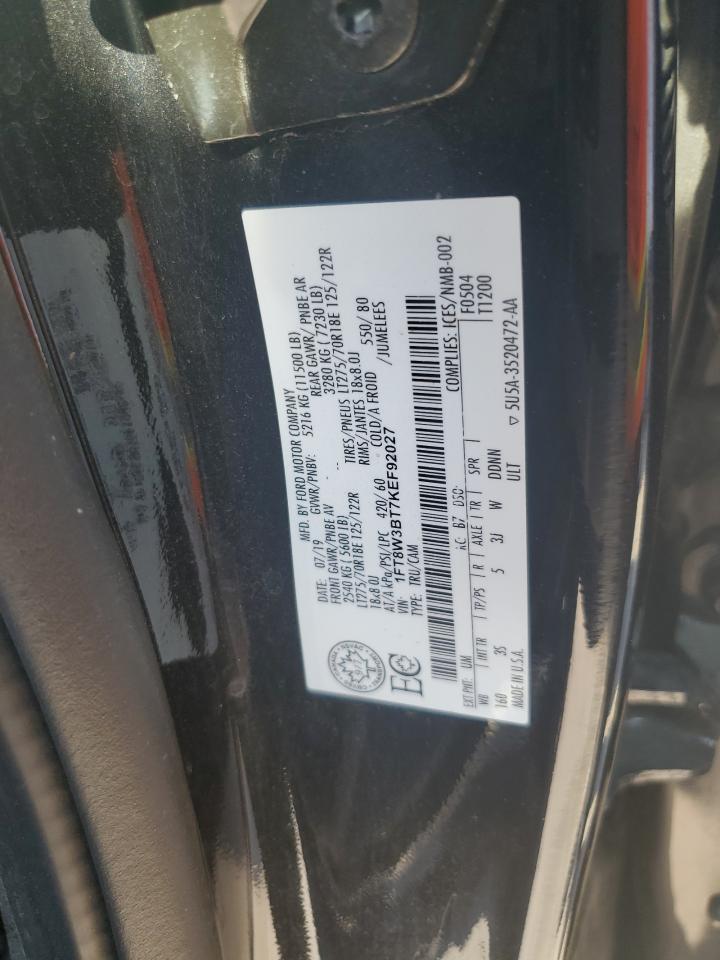 MFD. BY FORD MOTOR COMPANY
DATE: 07/19 GVWR/PNBV: 5216 KG (11500 LB)
FRONT GAWR/PNBE AV REAR GAWR/ PNBE AR
2540 KG ( 5600 LB) 3280 KG ( 7230 LB)
LT275/70R18E 125/122R TIRES/PNEUS LT275/70R18E 125/122R
18x8.0J RIMS/JANTES 18x8.0J
AT/A kPa/PSI/LPC 420/60 COLD/A FROID 550/ 80
VIN: 1FT8W3BT7KEF92027 /JUMELEES
TYPE: TRU/CAM
EC
COMPLIES: ICES/NMB-002
EXT PNT: UM RC: B7 DSO: F0504
WB INT TR TP/PS R AXLE TR SPR T1200
160 3S 5 3J W DDNN
MADE IN U.S.A. ULT ▽ 5U5A-3520472-AA